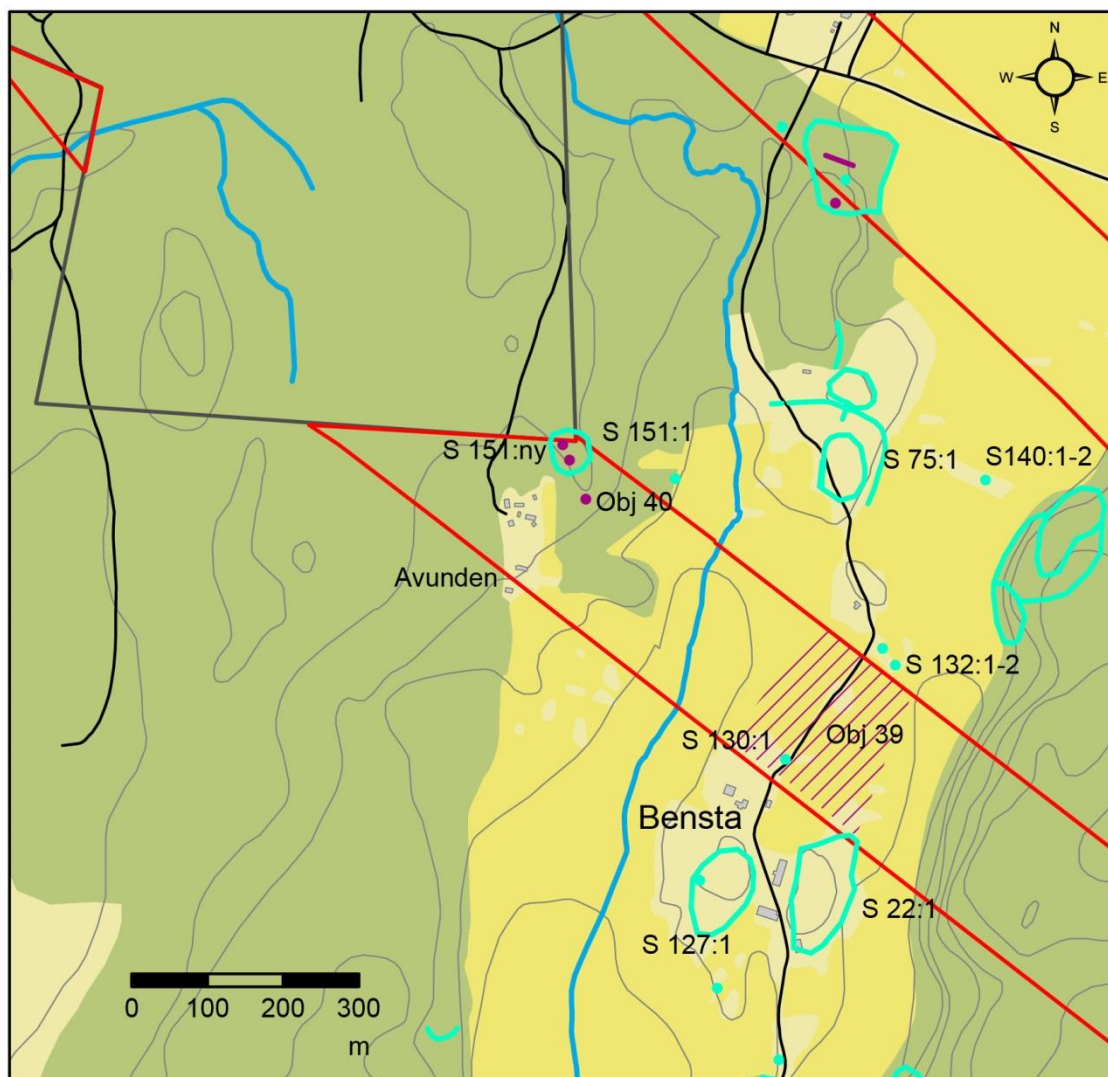 N
W E
S
S 151:1
S 151:ny
S 75:1
S140:1-2
Obj 40
Avunden
S 132:1-2
S 130:1
Obj 39
Bensta
S 22:1
S 127:1
0 100 200 300
m